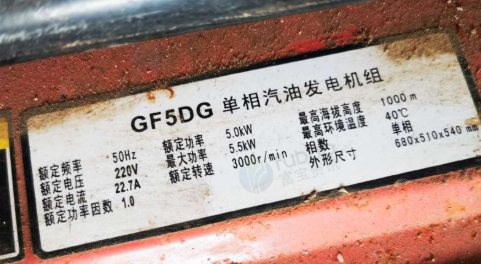 GF5DG 单相汽油发电机组
额定频率 50Hz 额定功率 5.0kW 最高海拔高度 1000 m
额定电压 220V 最大功率 5.5kW 最高环境温度 40℃
额定电流 22.7A 额定转速 3000r/min 相数 单相
额定功率因数 1.0 外形尺寸 680x510x540 mm